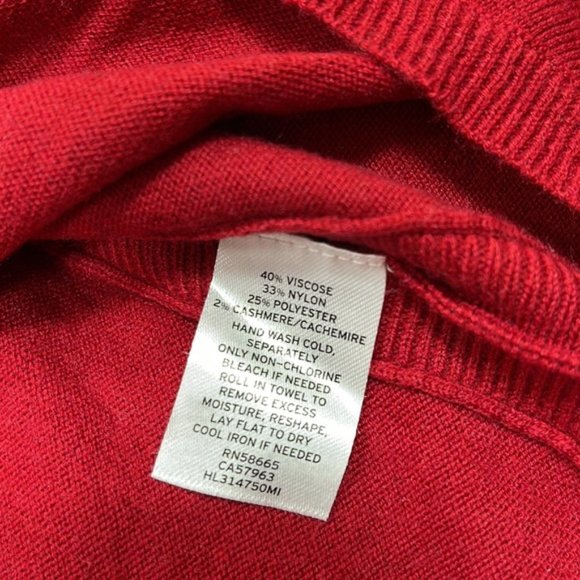 40% VISCOSE
33% NYLON
25% POLYESTER
2% CASHMERE/CACHEMIRE
HAND WASH COLD,
SEPARATELY
ONLY NON-CHLORINE
BLEACH IF NEEDED
ROLL IN TOWEL TO
REMOVE EXCESS
MOISTURE, RESHAPE,
LAY FLAT TO DRY
COOL IRON IF NEEDED
RN58665
CA57963
HL314750MI